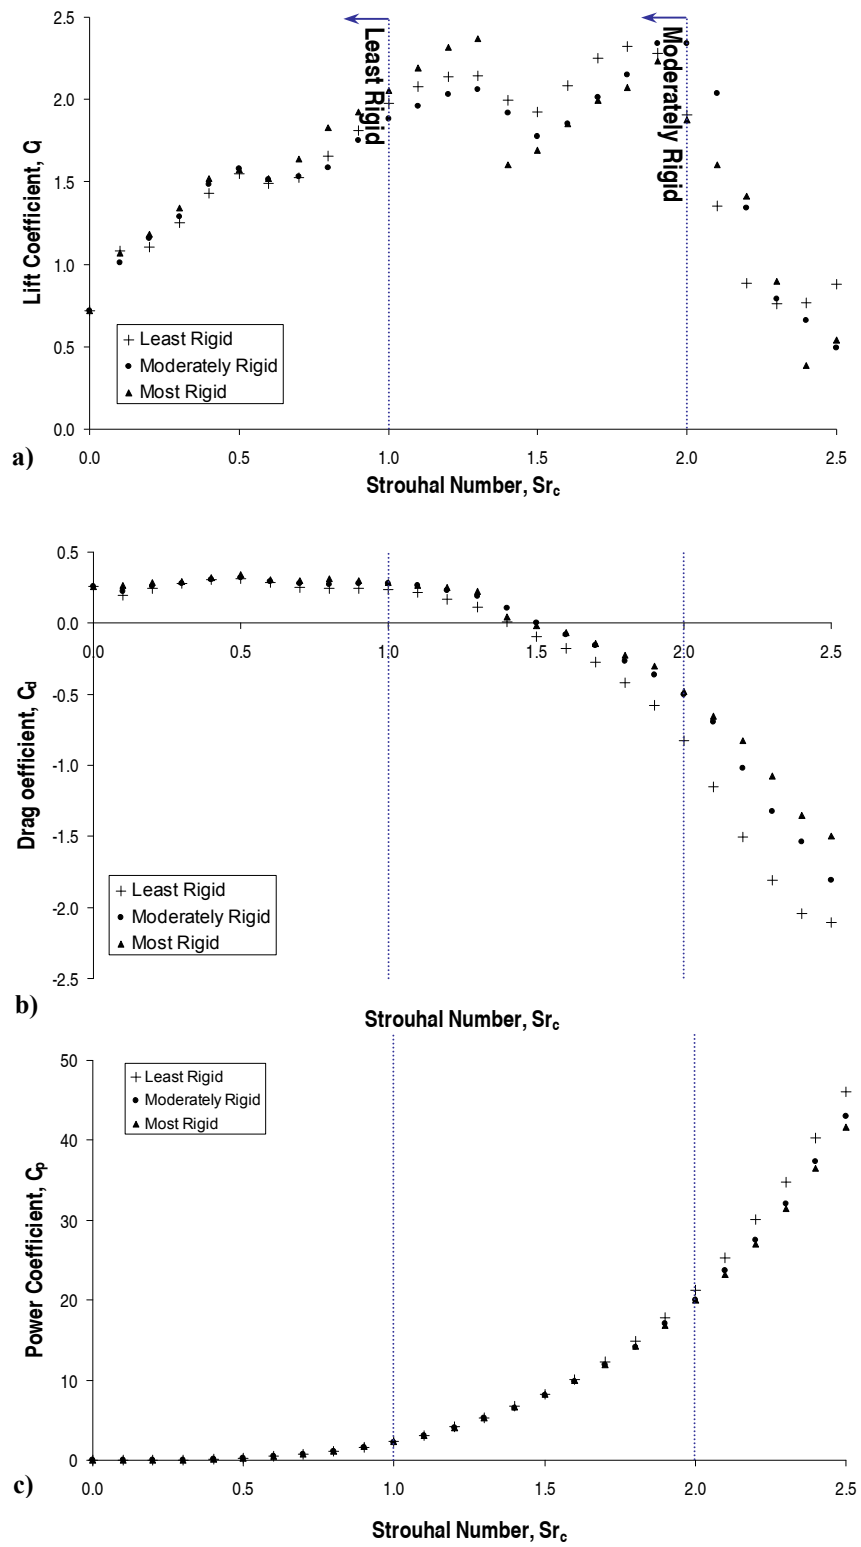 2.5
2.0
1.5
1.0
0.5
0.0
Lift Coefficient, Cl
Least Rigid
Moderately Rigid
Least Rigid
Moderately Rigid
Most Rigid
0.0 0.5 1.0 1.5 2.0 2.5
a)
Strouhal Number, Src
0.5
0.0
-0.5
-1.0
-1.5
-2.0
-2.5
0.0 0.5 1.0 1.5 2.0 2.5
Drag oefficient, Cd
Least Rigid
Moderately Rigid
Most Rigid
b)
Strouhal Number, Src
50
40
30
20
10
0
Power Coefficient, Cp
Least Rigid
Moderately Rigid
Most Rigid
c)
0.0 0.5 1.0 1.5 2.0 2.5
Strouhal Number, Src